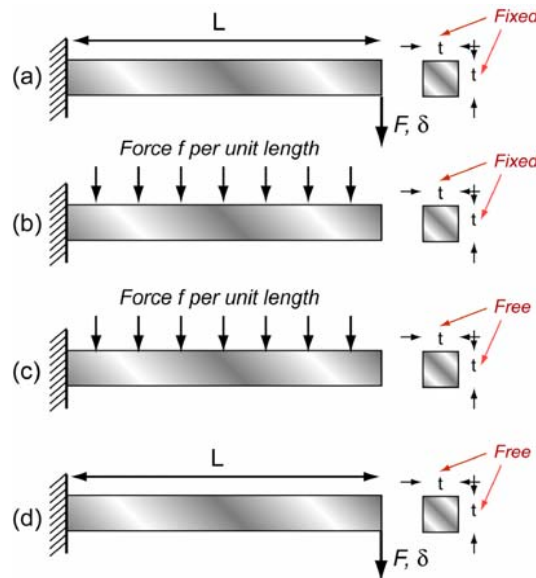 L
t
Fixed
(a)
t
F, δ
Force f per unit length
t
Fixed
(b)
t
Force f per unit length
t
Free
(c)
t
L
t
Free
(d)
t
F, δ